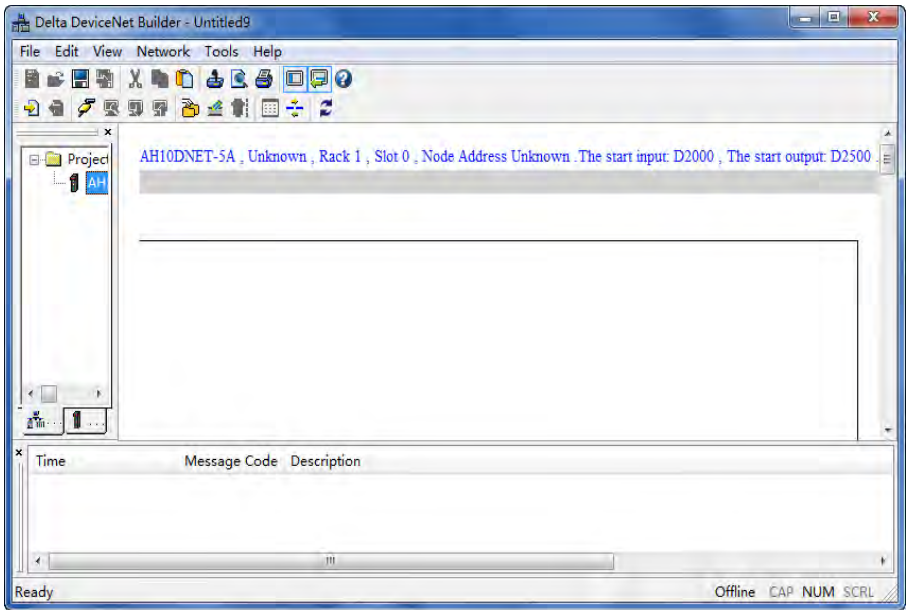 Delta DeviceNet Builder - Untitled9
File Edit View Network Tools Help
Project
AH
AH10DNET-5A , Unknown , Rack 1 , Slot 0 , Node Address Unknown .The start input: D2000 , The start output: D2500 .
Time Message Code Description
Ready Offline CAP NUM SCRL